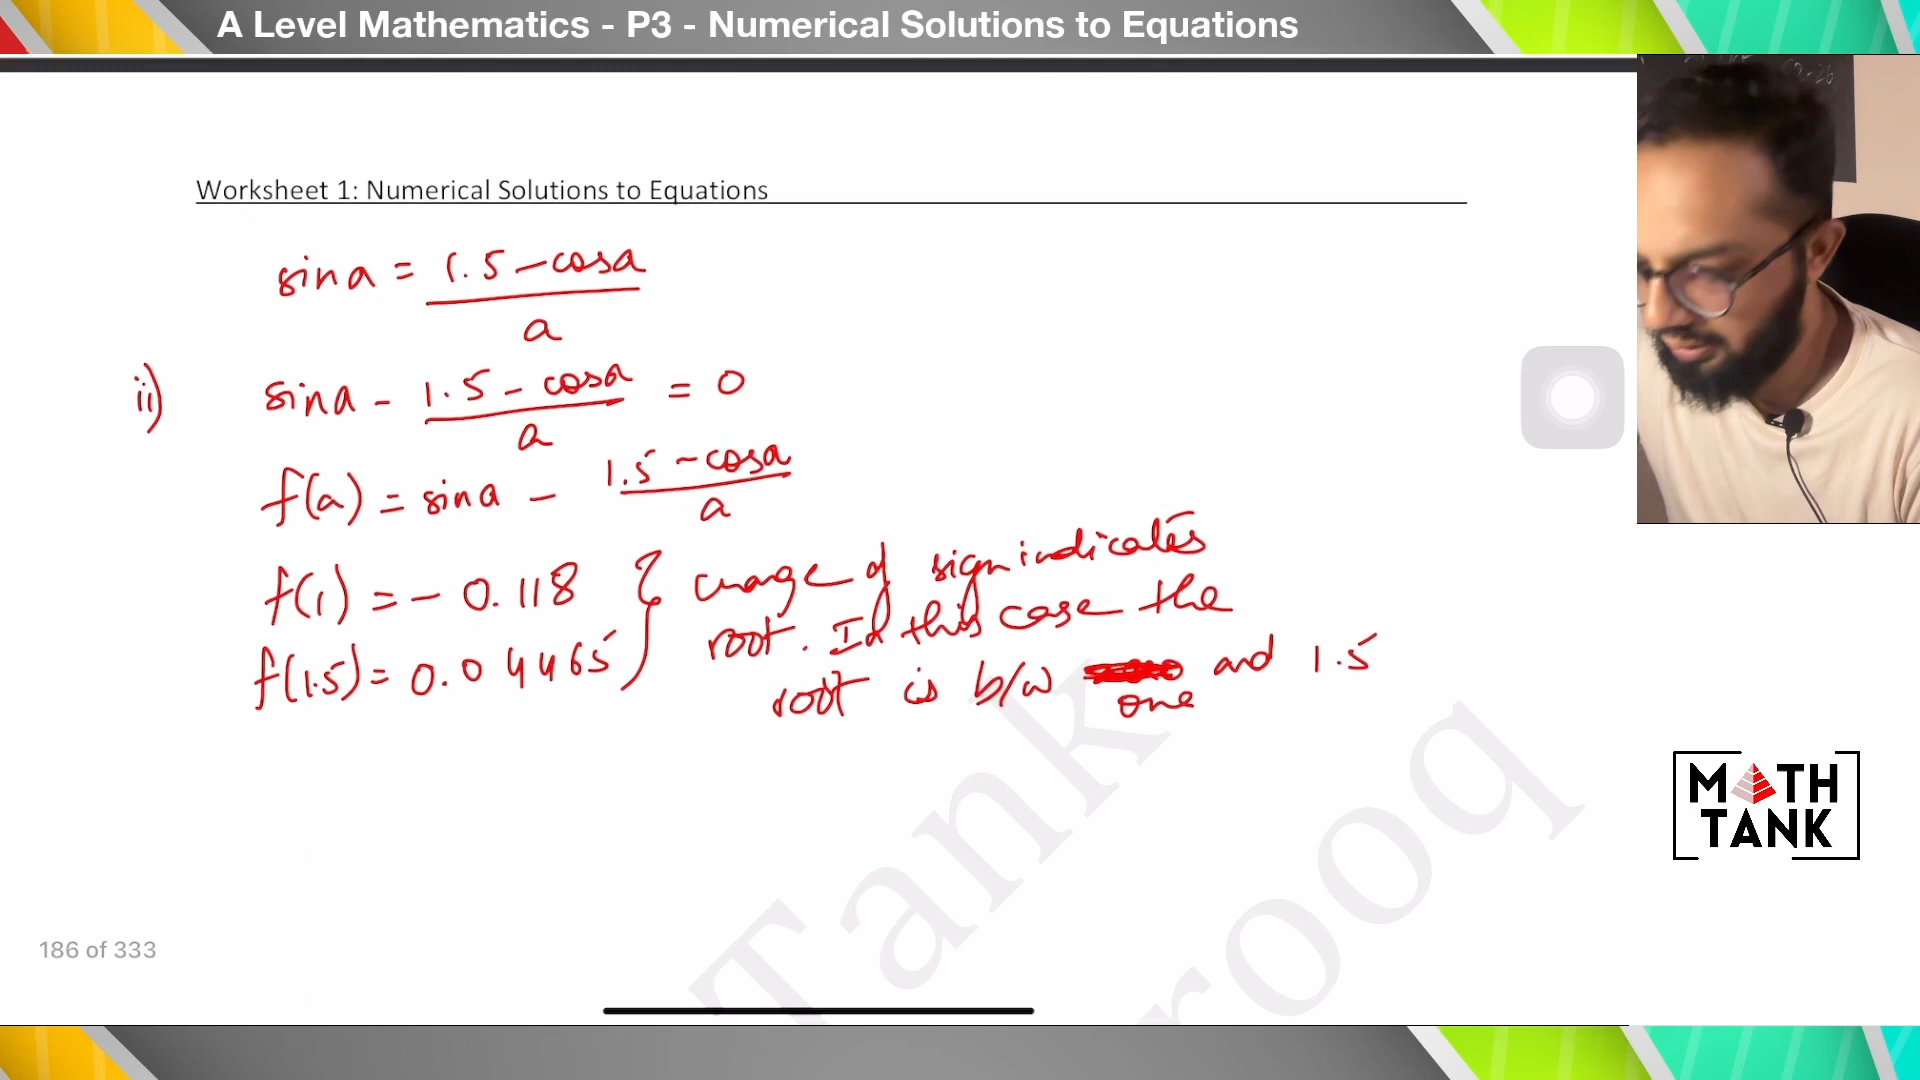 A Level Mathematics - P3 - Numerical Solutions to Equations
Worksheet 1: Numerical Solutions to Equations
sin a = (1.5 - cos a) / a
ii) sin a - (1.5 - cos a) / a = 0
f(a) = sin a - (1.5 - cos a) / a
f(1) = - 0.118
f(1.5) = 0.04465
change of sign indicates
root. In this case the
root is b/w one and 1.5
MATH
TANK
Tank
rooq
186 of 333